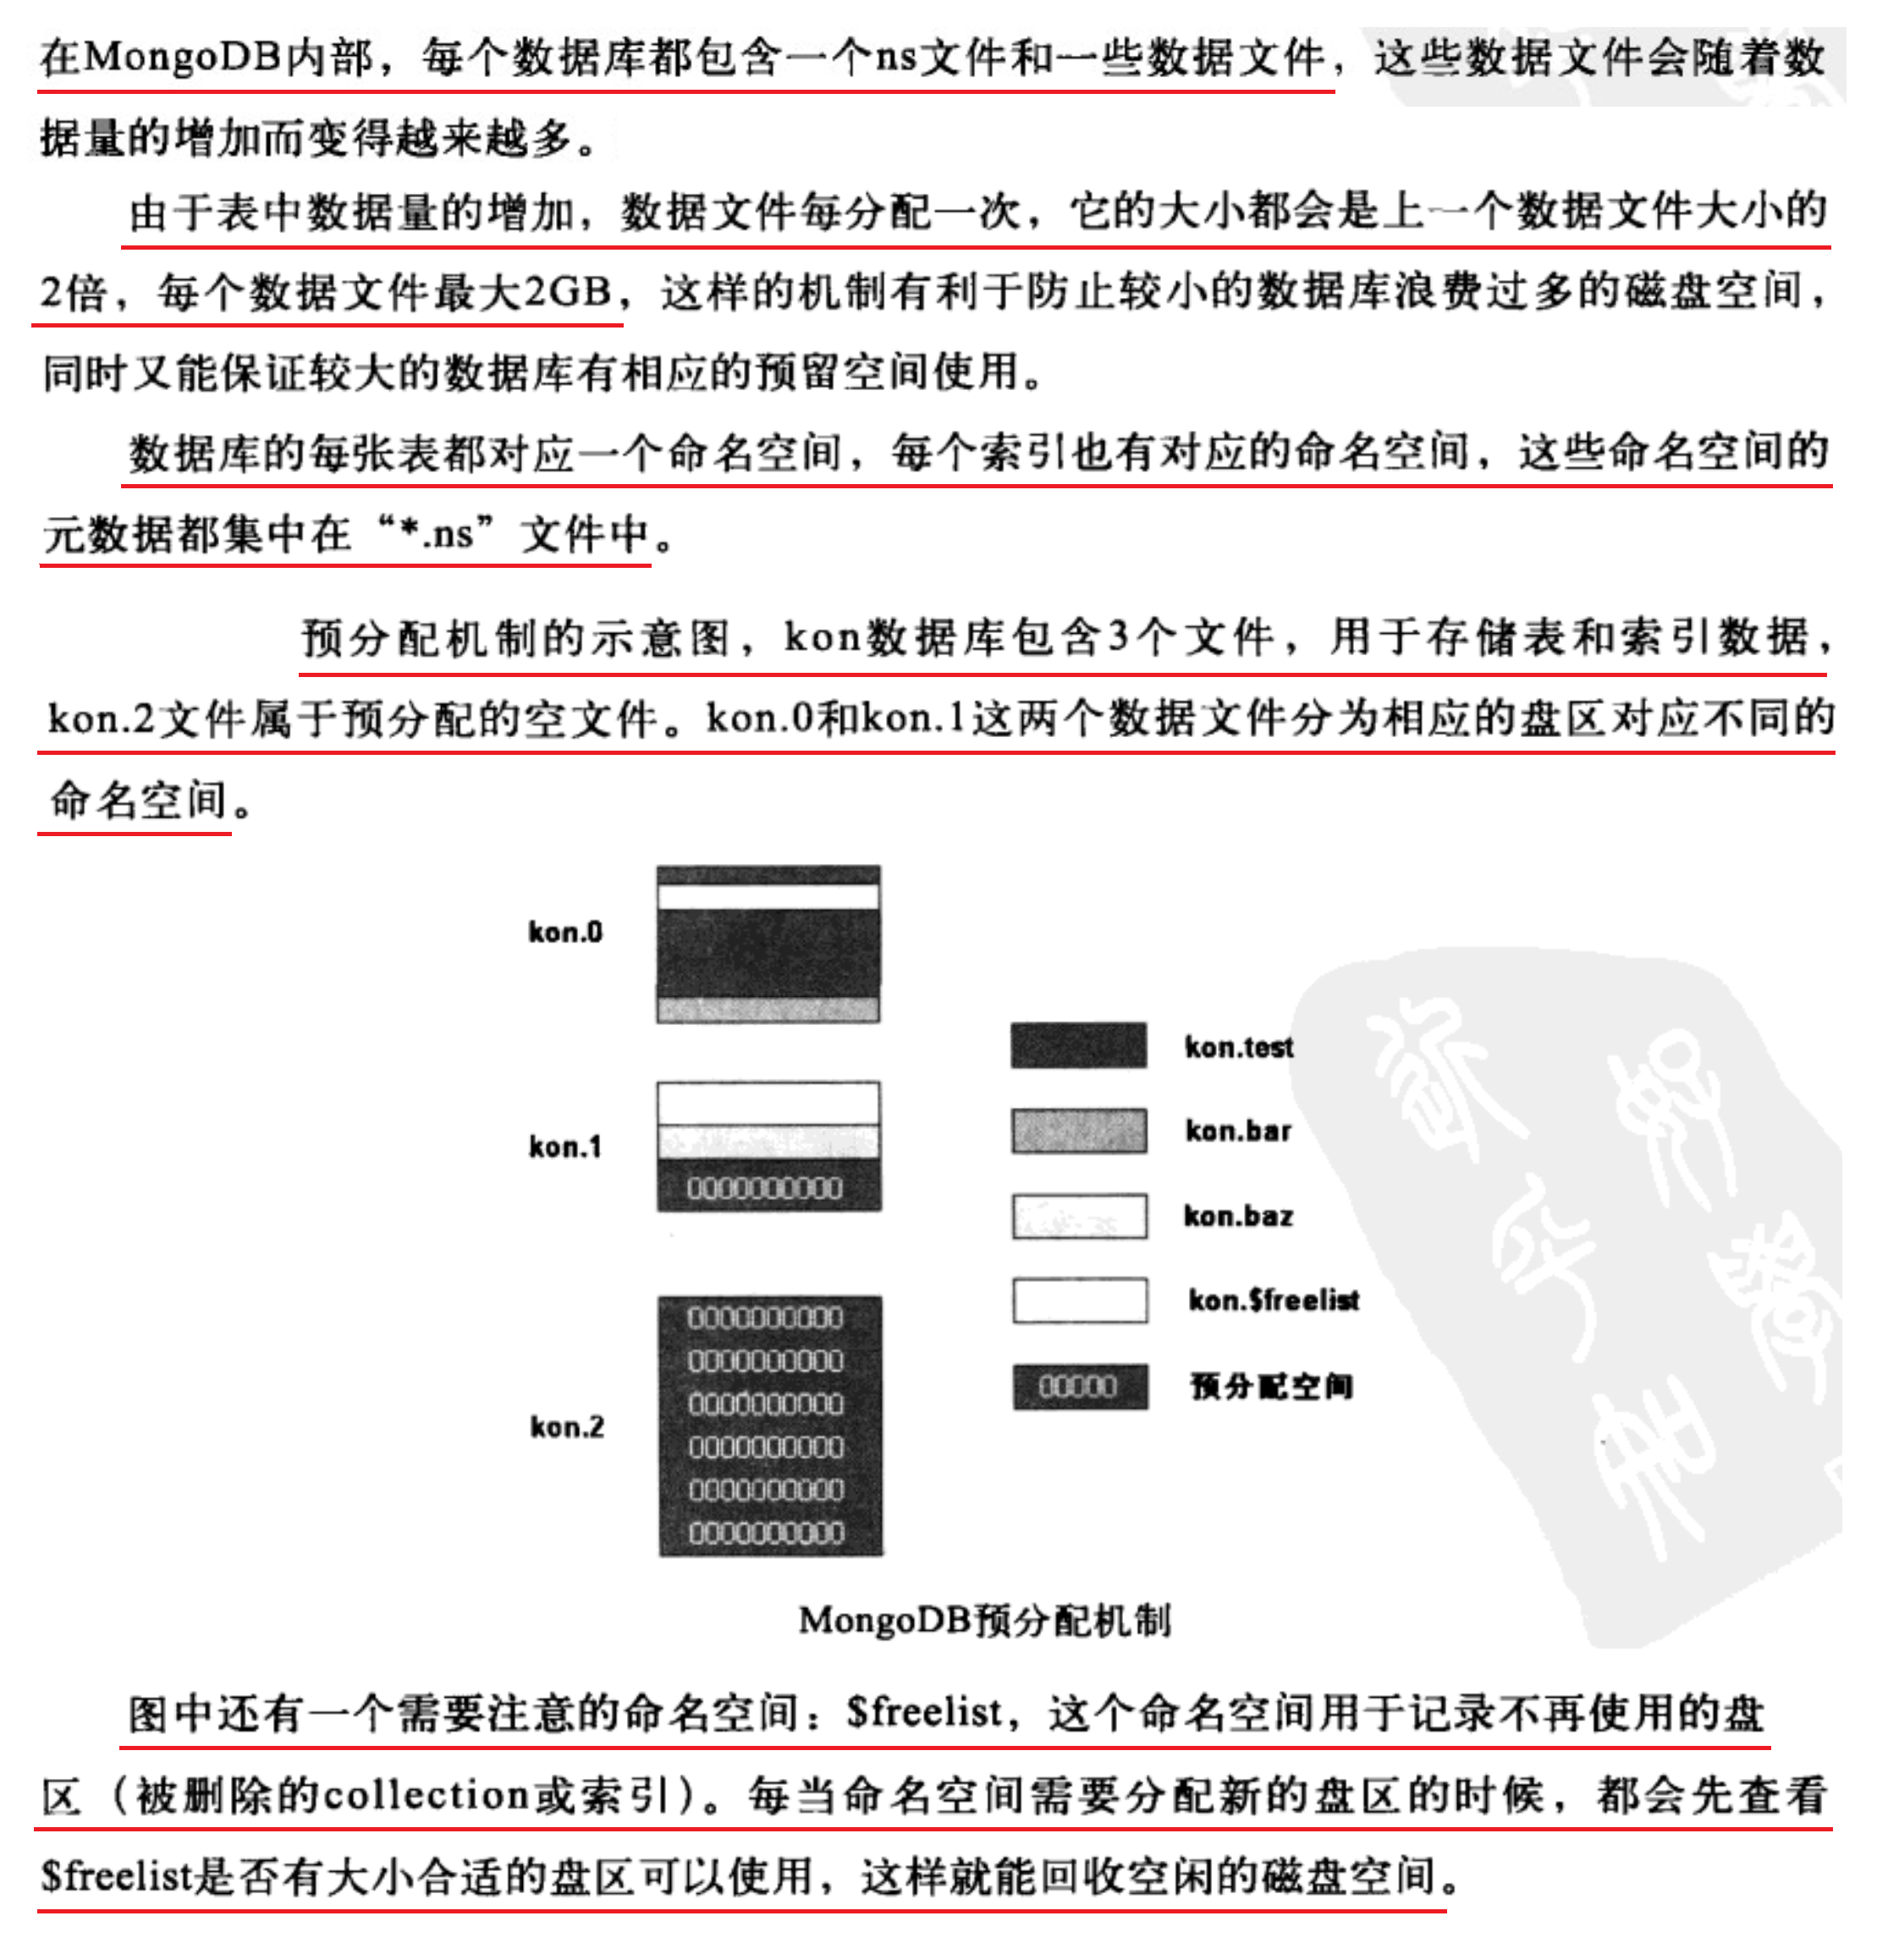 在MongoDB内部，每个数据库都包含一个ns文件和一些数据文件，这些数据文件会随着数
据量的增加而变得越来越多。
由于表中数据量的增加，数据文件每分配一次，它的大小都会是上一个数据文件大小的
2倍，每个数据文件最大2GB，这样的机制有利于防止较小的数据库浪费过多的磁盘空间，
同时又能保证较大的数据库有相应的预留空间使用。
数据库的每张表都对应一个命名空间，每个索引也有对应的命名空间，这些命名空间的
元数据都集中在“*.ns”文件中。
预分配机制的示意图，kon数据库包含3个文件，用于存储表和索引数据，
kon.2文件属于预分配的空文件。kon.0和kon.1这两个数据文件分为相应的盘区对应不同的
命名空间。
kon.0
kon.1
0000000000
kon.2
0000000000
0000000000
0000000000
0000000000
0000000000
0000000000
kon.test
kon.bar
kon.baz
kon.$freelist
00000 预分配空间
MongoDB预分配机制
图中还有一个需要注意的命名空间：$freelist，这个命名空间用于记录不再使用的盘
区（被删除的collection或索引）。每当命名空间需要分配新的盘区的时候，都会先查看
$freelist是否有大小合适的盘区可以使用，这样就能回收空闲的磁盘空间。